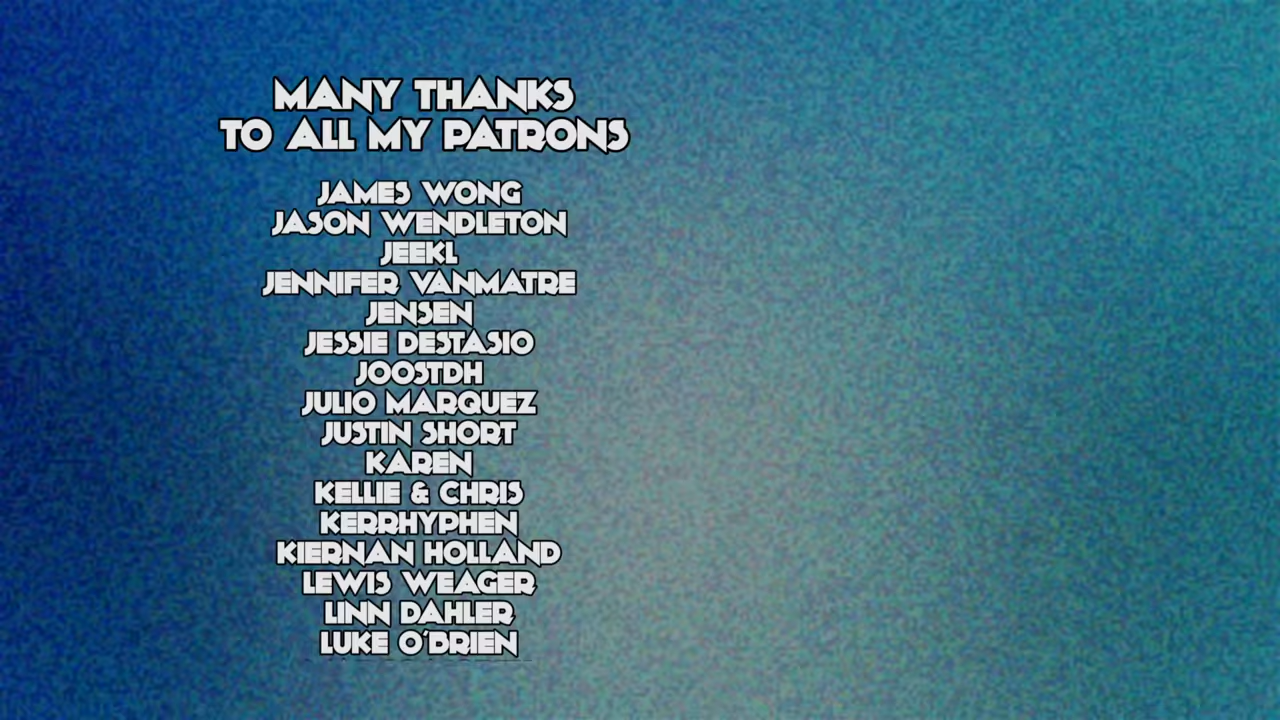 MANY THANKS
TO ALL MY PATRONS
JAMES WONG
JASON WENDLETON
JEEKL
JENNIFER VANMATRE
JENSEN
JESSIE DESTASIO
JOOSTDH
JULIO MARQUEZ
JUSTIN SHORT
KAREN
KELLIE & CHRIS
KERRHYPHEN
KIERNAN HOLLAND
LEWIS WEAGER
LINN DAHLER
LUKE O'BRIEN